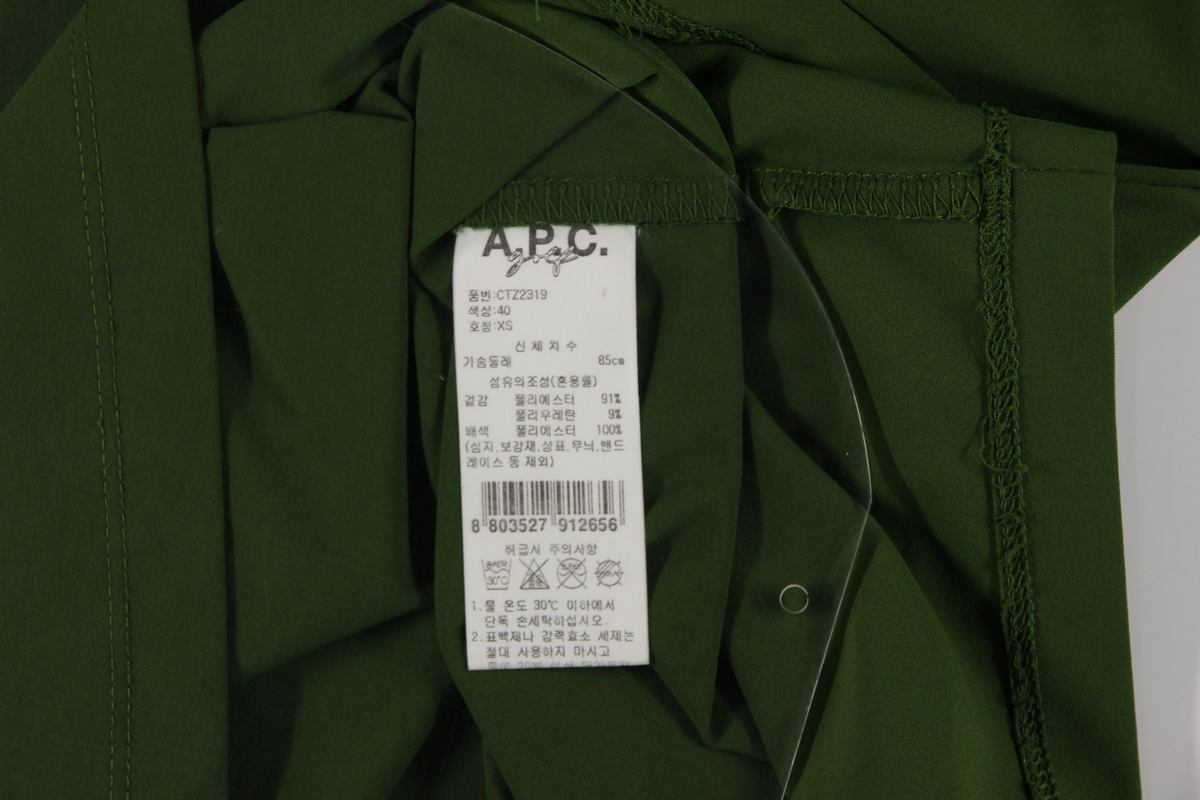 A.P.C.
golf
품번:CTZ2319
색상:40
호칭:XS
신 체 치 수
가슴둘레 85cm
섬유의조성(혼용률)
겉감 폴리에스터 91%
폴리우레탄 9%
배색 폴리에스터 100%
(심지,보강재,상표,무늬,밴드
레이스 등 제외)
8 803527 912656
취급시 주의사항
손세탁
30℃
1.물 온도 30℃ 이하에서
단독 손세탁하십시오.
2.표백제나 강력효소 세제는
절대 사용하지 마시고